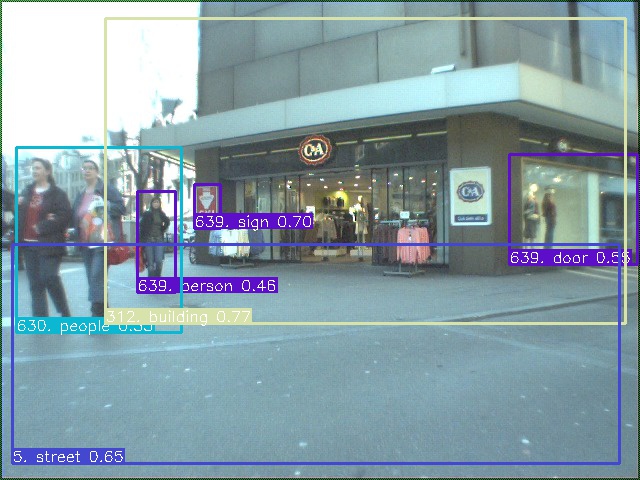 C&A
C&A
639. sign 0.70
639. door 0.55
639. person 0.46
312. building 0.77
630. people 0.55
5. street 0.65